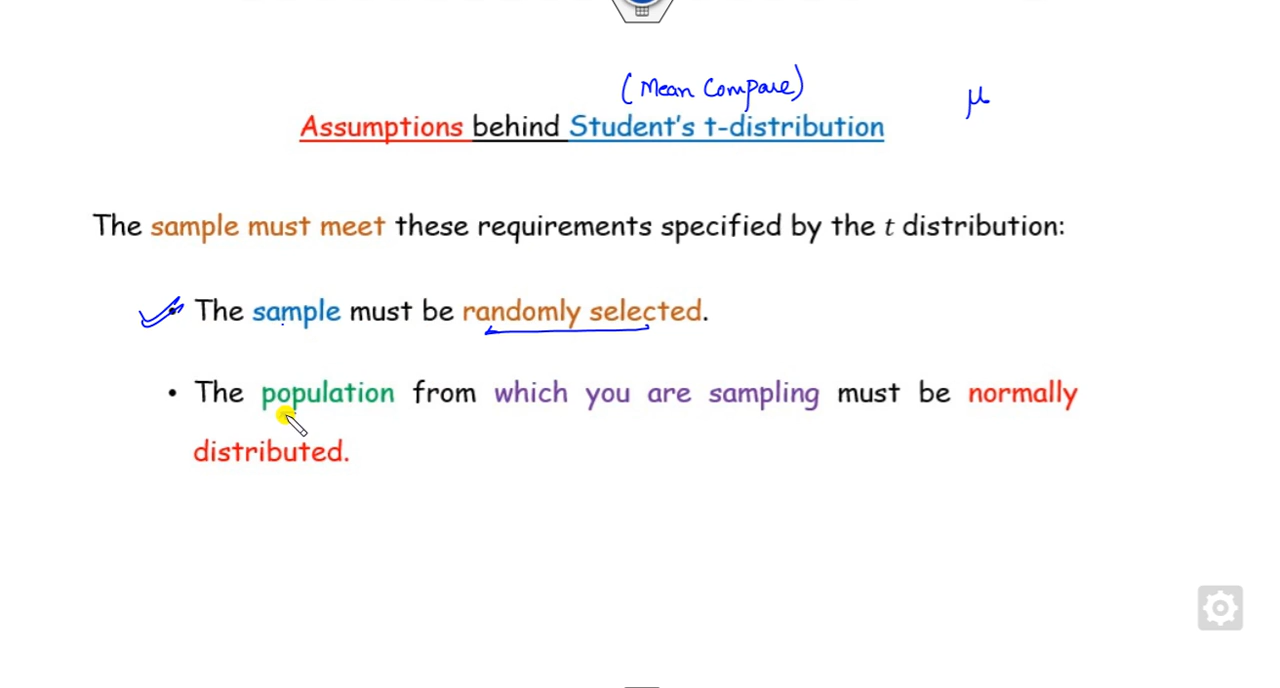 (Mean Compare)
μ
Assumptions behind Student's t-distribution
The sample must meet these requirements specified by the t distribution:
The sample must be randomly selected.
• The population from which you are sampling must be normally
distributed.